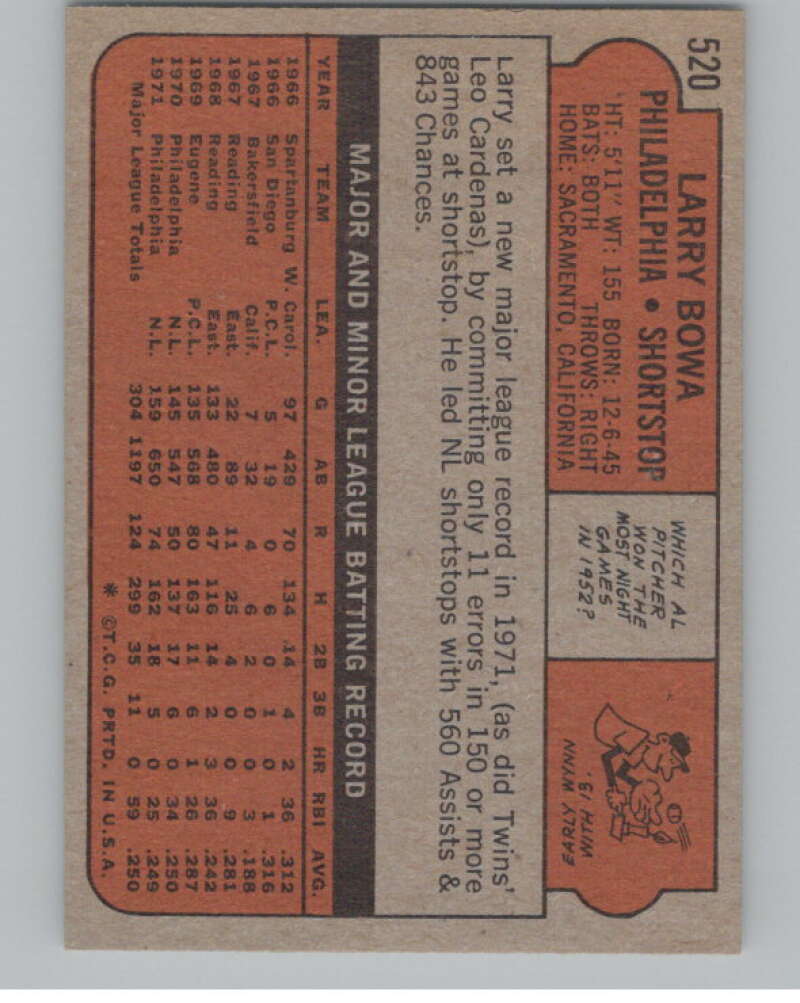 520
LARRY BOWA
PHILADELPHIA • SHORTSTOP
HT: 5'11" WT: 155 BORN: 12-6-45
BATS: BOTH THROWS: RIGHT
HOME: SACRAMENTO, CALIFORNIA
WHICH AL
PITCHER
WON THE
MOST NIGHT
GAMES
IN 1952?
EARLY WYNN
WITH 13.
Larry set a new major league record in 1971, (as did Twins'
Leo Cardenas), by committing only 11 errors in 150 or more
games at shortstop. He led NL shortstops with 560 Assists &
843 Chances.
MAJOR AND MINOR LEAGUE BATTING RECORD
YEAR TEAM LEA. G AB R H 2B 3B HR RBI AVG.
1966 Spartanburg W. Carol. 97 429 70 134 14 4 2 36 .312
1966 San Diego P.C.L. 5 19 0 6 0 1 0 1 .316
1967 Bakersfield Calif. 7 32 4 6 2 0 0 3 .188
1967 Reading East. 22 89 11 25 4 0 0 9 .281
1968 Reading East. 133 480 47 116 14 2 3 36 .242
1969 Eugene P.C.L. 135 568 80 163 11 6 1 26 .287
1970 Philadelphia N.L. 145 547 50 137 17 6 0 34 .250
1971 Philadelphia N.L. 159 650 74 162 18 5 0 25 .249
Major League Totals 304 1197 124 299 35 11 0 59 .250
* ©T.C.G. PRTD. IN U.S.A.